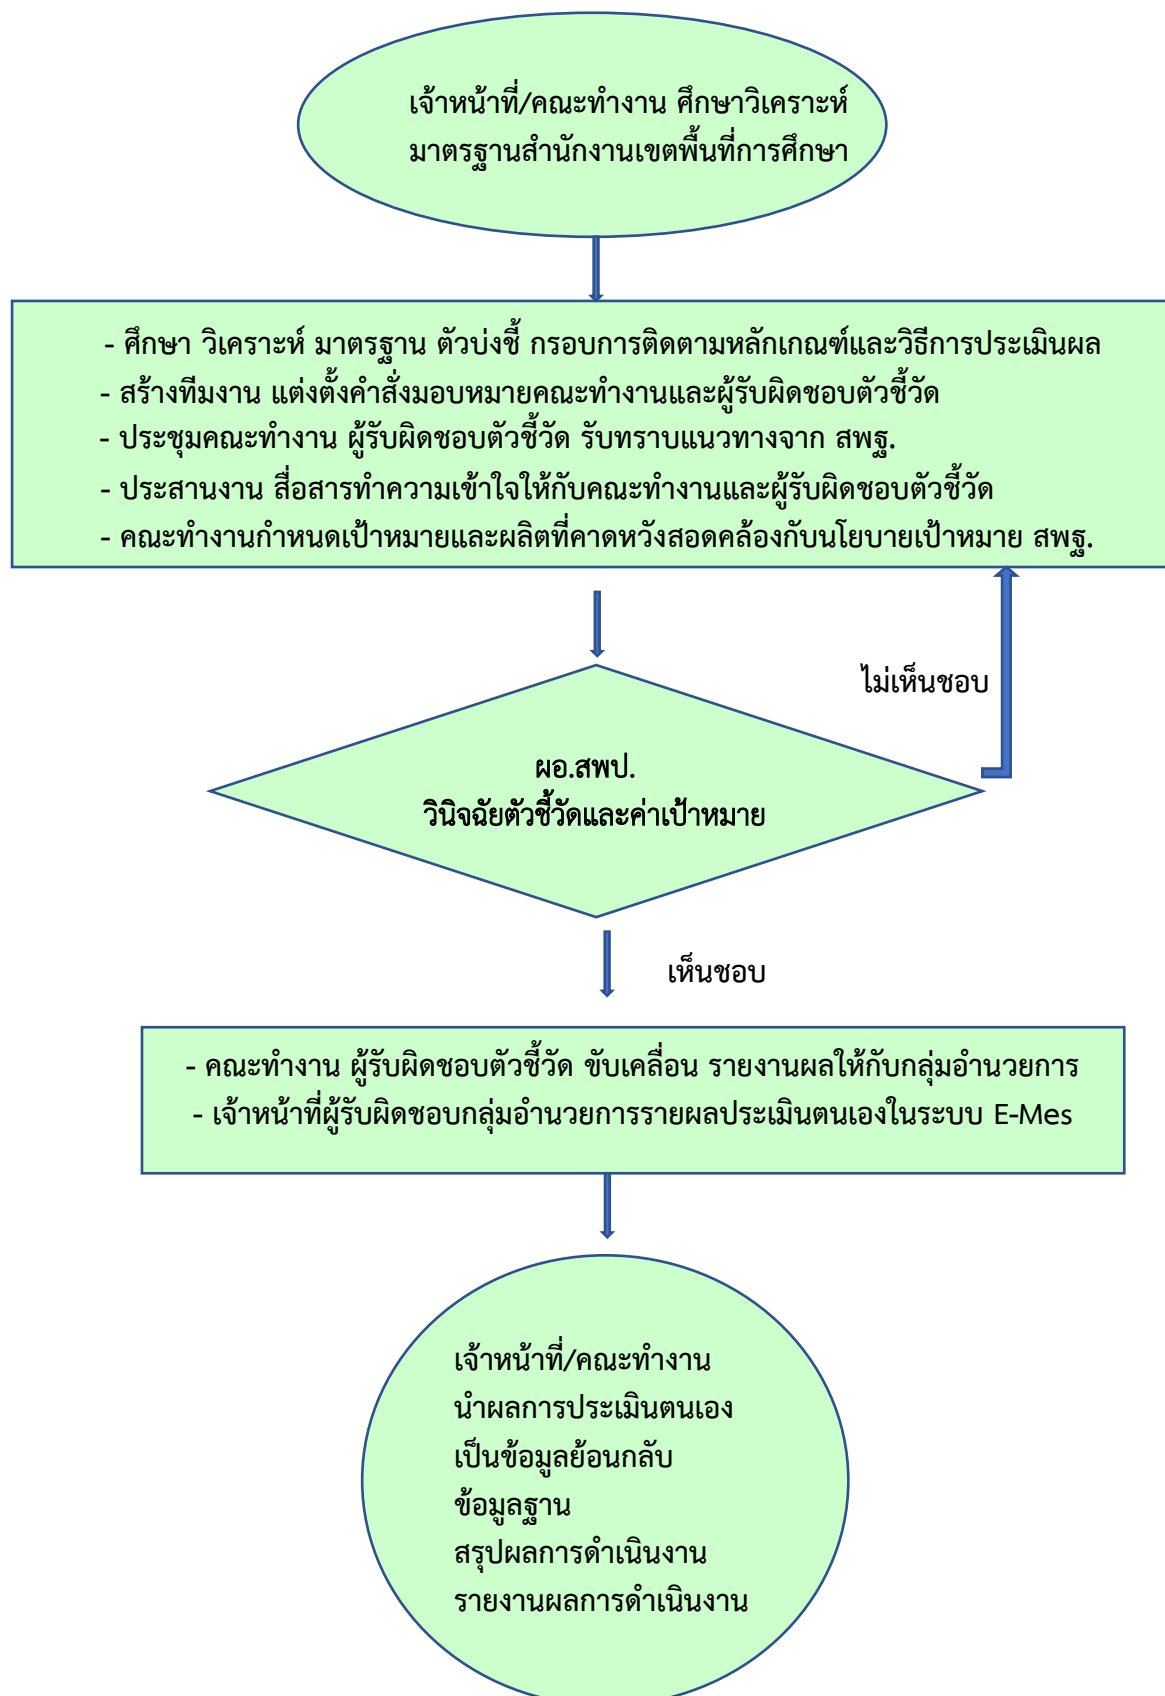 เจ้าหน้าที่/คณะทำงาน ศึกษาวิเคราะห์
มาตรฐานสำนักงานเขตพื้นที่การศึกษา
- ศึกษา วิเคราะห์ มาตรฐาน ตัวบ่งชี้ กรอบการติดตามหลักเกณฑ์และวิธีการประเมินผล
- สร้างทีมงาน แต่งตั้งคำสั่งมอบหมายคณะทำงานและผู้รับผิดชอบตัวชี้วัด
- ประชุมคณะทำงาน ผู้รับผิดชอบตัวชี้วัด รับทราบแนวทางจาก สพฐ.
- ประสานงาน สื่อสารทำความเข้าใจให้กับคณะทำงานและผู้รับผิดชอบตัวชี้วัด
- คณะทำงานกำหนดเป้าหมายและผลิตที่คาดหวังสอดคล้องกับนโยบายเป้าหมาย สพฐ.
ไม่เห็นชอบ
ผอ.สพป.
วินิจฉัยตัวชี้วัดและค่าเป้าหมาย
เห็นชอบ
- คณะทำงาน ผู้รับผิดชอบตัวชี้วัด ขับเคลื่อน รายงานผลให้กับกลุ่มอำนวยการ
- เจ้าหน้าที่ผู้รับผิดชอบกลุ่มอำนวยการรายผลประเมินตนเองในระบบ E-Mes
เจ้าหน้าที่/คณะทำงาน
นำผลการประเมินตนเอง
เป็นข้อมูลย้อนกลับ
ข้อมูลฐาน
สรุปผลการดำเนินงาน
รายงานผลการดำเนินงาน